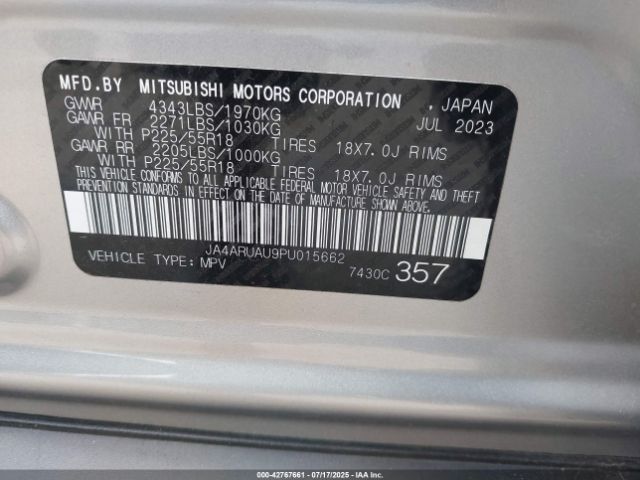 MFD.BY MITSUBISHI MOTORS CORPORATION , JAPAN
GVWR 4343LBS/1970KG JUL 2023
GAWR FR 2271LBS/1030KG
WITH P225/55R18 TIRES 18X7.0J RIMS
GAWR RR 2205LBS/1000KG
WITH P225/55R18 TIRES 18X7.0J RIMS
THIS VEHICLE CONFORMS TO ALL APPLICABLE FEDERAL MOTOR VEHICLE SAFETY AND THEFT
PREVENTION STANDARDS IN EFFECT ON THE DATE OF MANUFACTURE SHOWN ABOVE.
JA4ARUAU9PU015662
VEHICLE TYPE: MPV 7430C 357
000-42767661 - 07/17/2025 - IAAI.COM